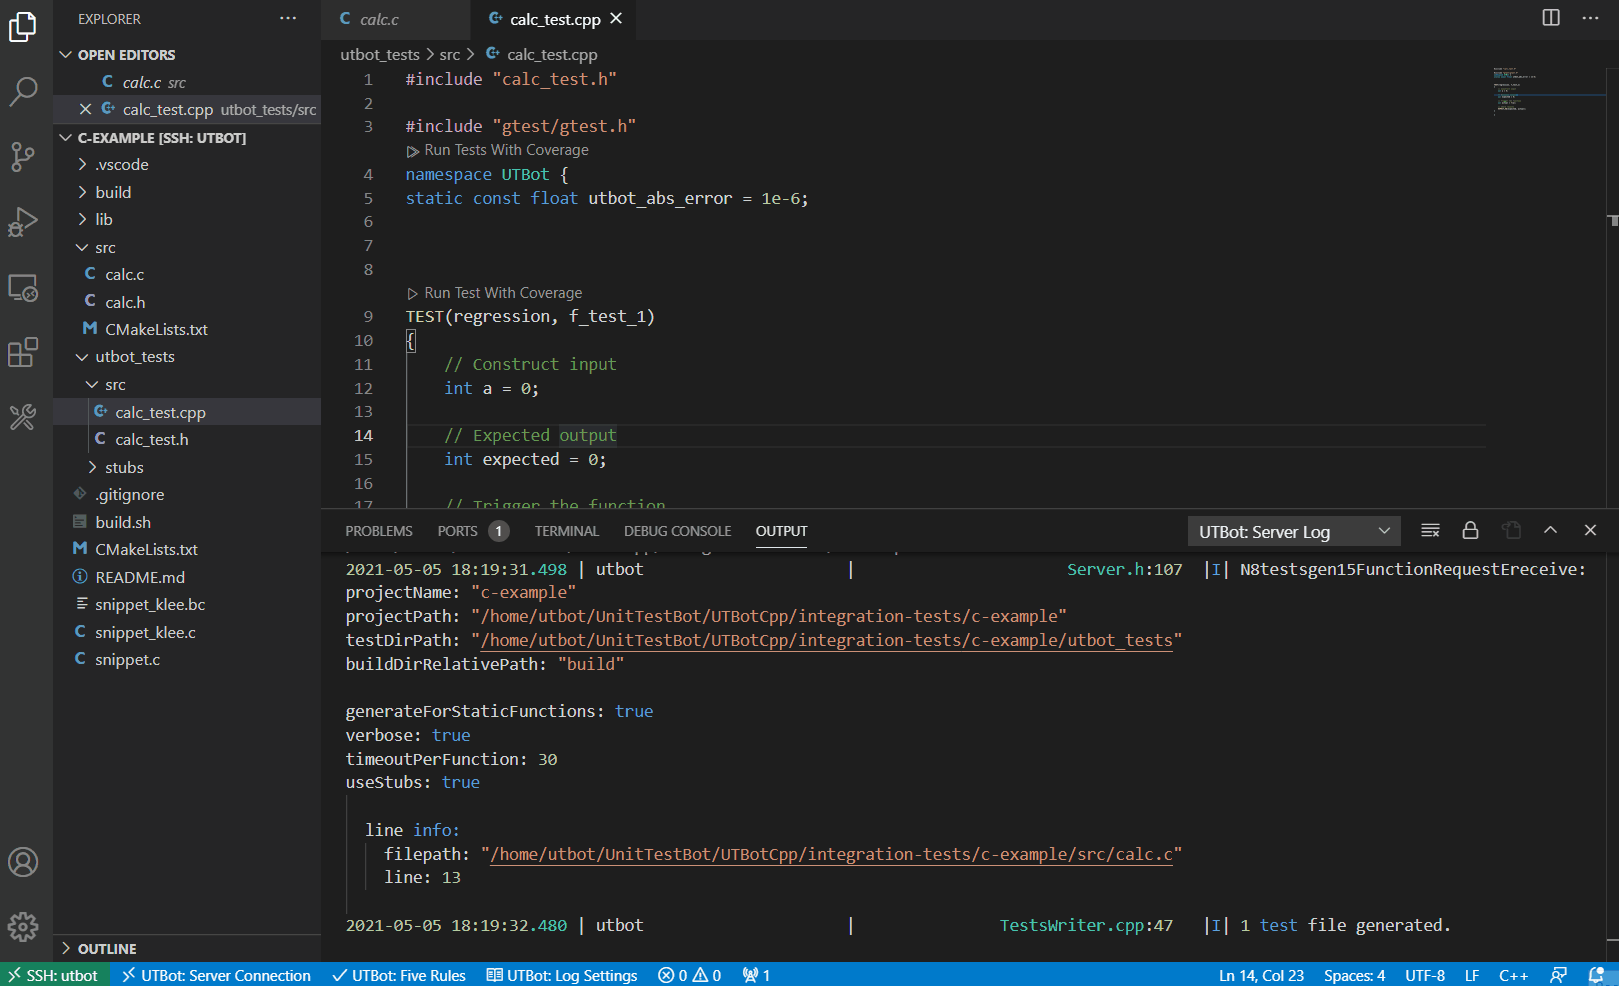 EXPLORER
OPEN EDITORS
calc.c src
calc_test.cpp utbot_tests/src
C-EXAMPLE [SSH: UTBOT]
.vscode
build
lib
src
calc.c
calc.h
CMakeLists.txt
utbot_tests
src
calc_test.cpp
calc_test.h
stubs
.gitignore
build.sh
CMakeLists.txt
README.md
snippet_klee.bc
snippet_klee.c
snippet.c
OUTLINE
calc.c
calc_test.cpp
utbot_tests > src > calc_test.cpp
1 #include "calc_test.h"
2
3 #include "gtest/gtest.h"
Run Tests With Coverage
4 namespace UTBot {
5 static const float utbot_abs_error = 1e-6;
6
7
8
Run Test With Coverage
9 TEST(regression, f_test_1)
10 {
11 // Construct input
12 int a = 0;
13
14 // Expected output
15 int expected = 0;
16
17 // Trigger the function
PROBLEMS PORTS 1 TERMINAL DEBUG CONSOLE OUTPUT UTBot: Server Log
2021-05-05 18:19:31.498 | utbot | Server.h:107 |I| N8testsgen15FunctionRequestEreceive:
projectName: "c-example"
projectPath: "/home/utbot/UnitTestBot/UTBotCpp/integration-tests/c-example"
testDirPath: "/home/utbot/UnitTestBot/UTBotCpp/integration-tests/c-example/utbot_tests"
buildDirRelativePath: "build"
generateForStaticFunctions: true
verbose: true
timeoutPerFunction: 30
useStubs: true
line info:
filepath: "/home/utbot/UnitTestBot/UTBotCpp/integration-tests/c-example/src/calc.c"
line: 13
2021-05-05 18:19:32.480 | utbot | TestsWriter.cpp:47 |I| 1 test file generated.
SSH: utbot UTBot: Server Connection UTBot: Five Rules UTBot: Log Settings 0 0 1 Ln 14, Col 23 Spaces: 4 UTF-8 LF C++